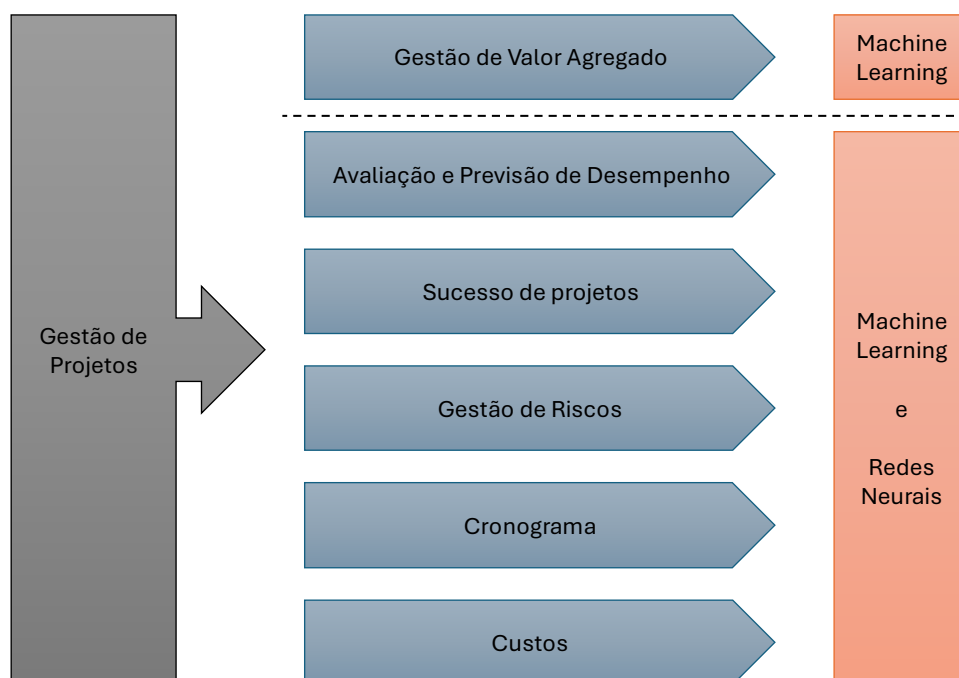 Gestão de
Projetos
Gestão de Valor Agregado
Avaliação e Previsão de Desempenho
Sucesso de projetos
Gestão de Riscos
Cronograma
Custos
Machine
Learning
Machine
Learning
e
Redes
Neurais